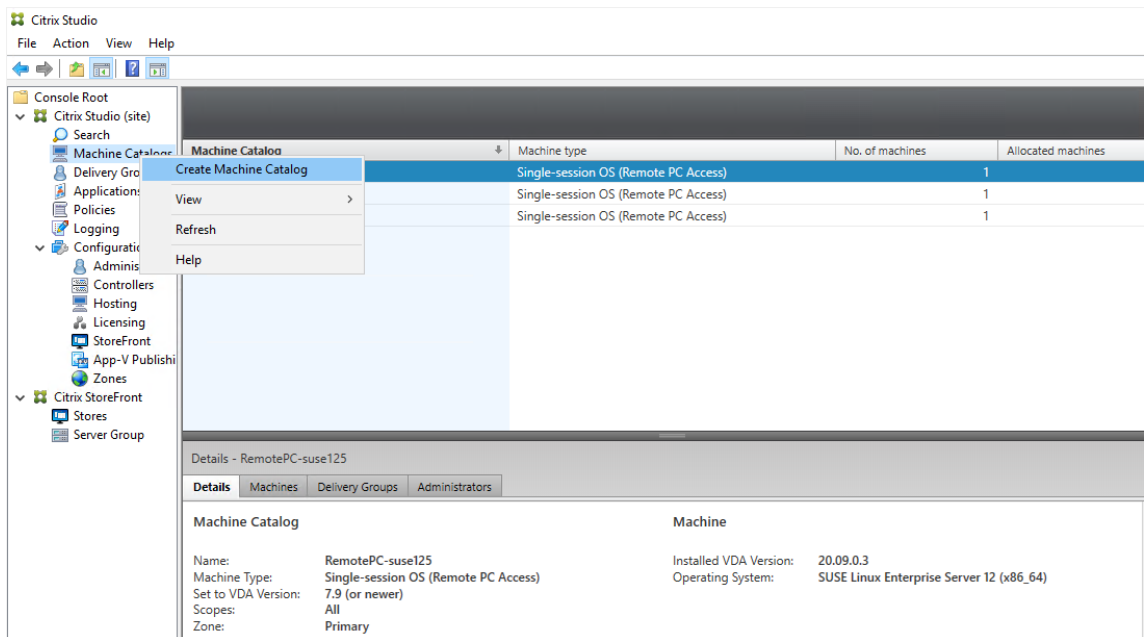 Citrix Studio
File Action View Help
Console Root
Citrix Studio (site)
Search
Machine Catalogs
Delivery Gro
Applications
Policies
Logging
Configuratio
Adminis
Controllers
Hosting
Licensing
StoreFront
App-V Publishi
Zones
Citrix StoreFront
Stores
Server Group
Create Machine Catalog
View
Refresh
Help
Machine Catalog Machine type No. of machines Allocated machines
Single-session OS (Remote PC Access) 1
Single-session OS (Remote PC Access) 1
Single-session OS (Remote PC Access) 1
Details - RemotePC-suse125
Details Machines Delivery Groups Administrators
Machine Catalog
Name: RemotePC-suse125
Machine Type: Single-session OS (Remote PC Access)
Set to VDA Version: 7.9 (or newer)
Scopes: All
Zone: Primary
Machine
Installed VDA Version: 20.09.0.3
Operating System: SUSE Linux Enterprise Server 12 (x86_64)